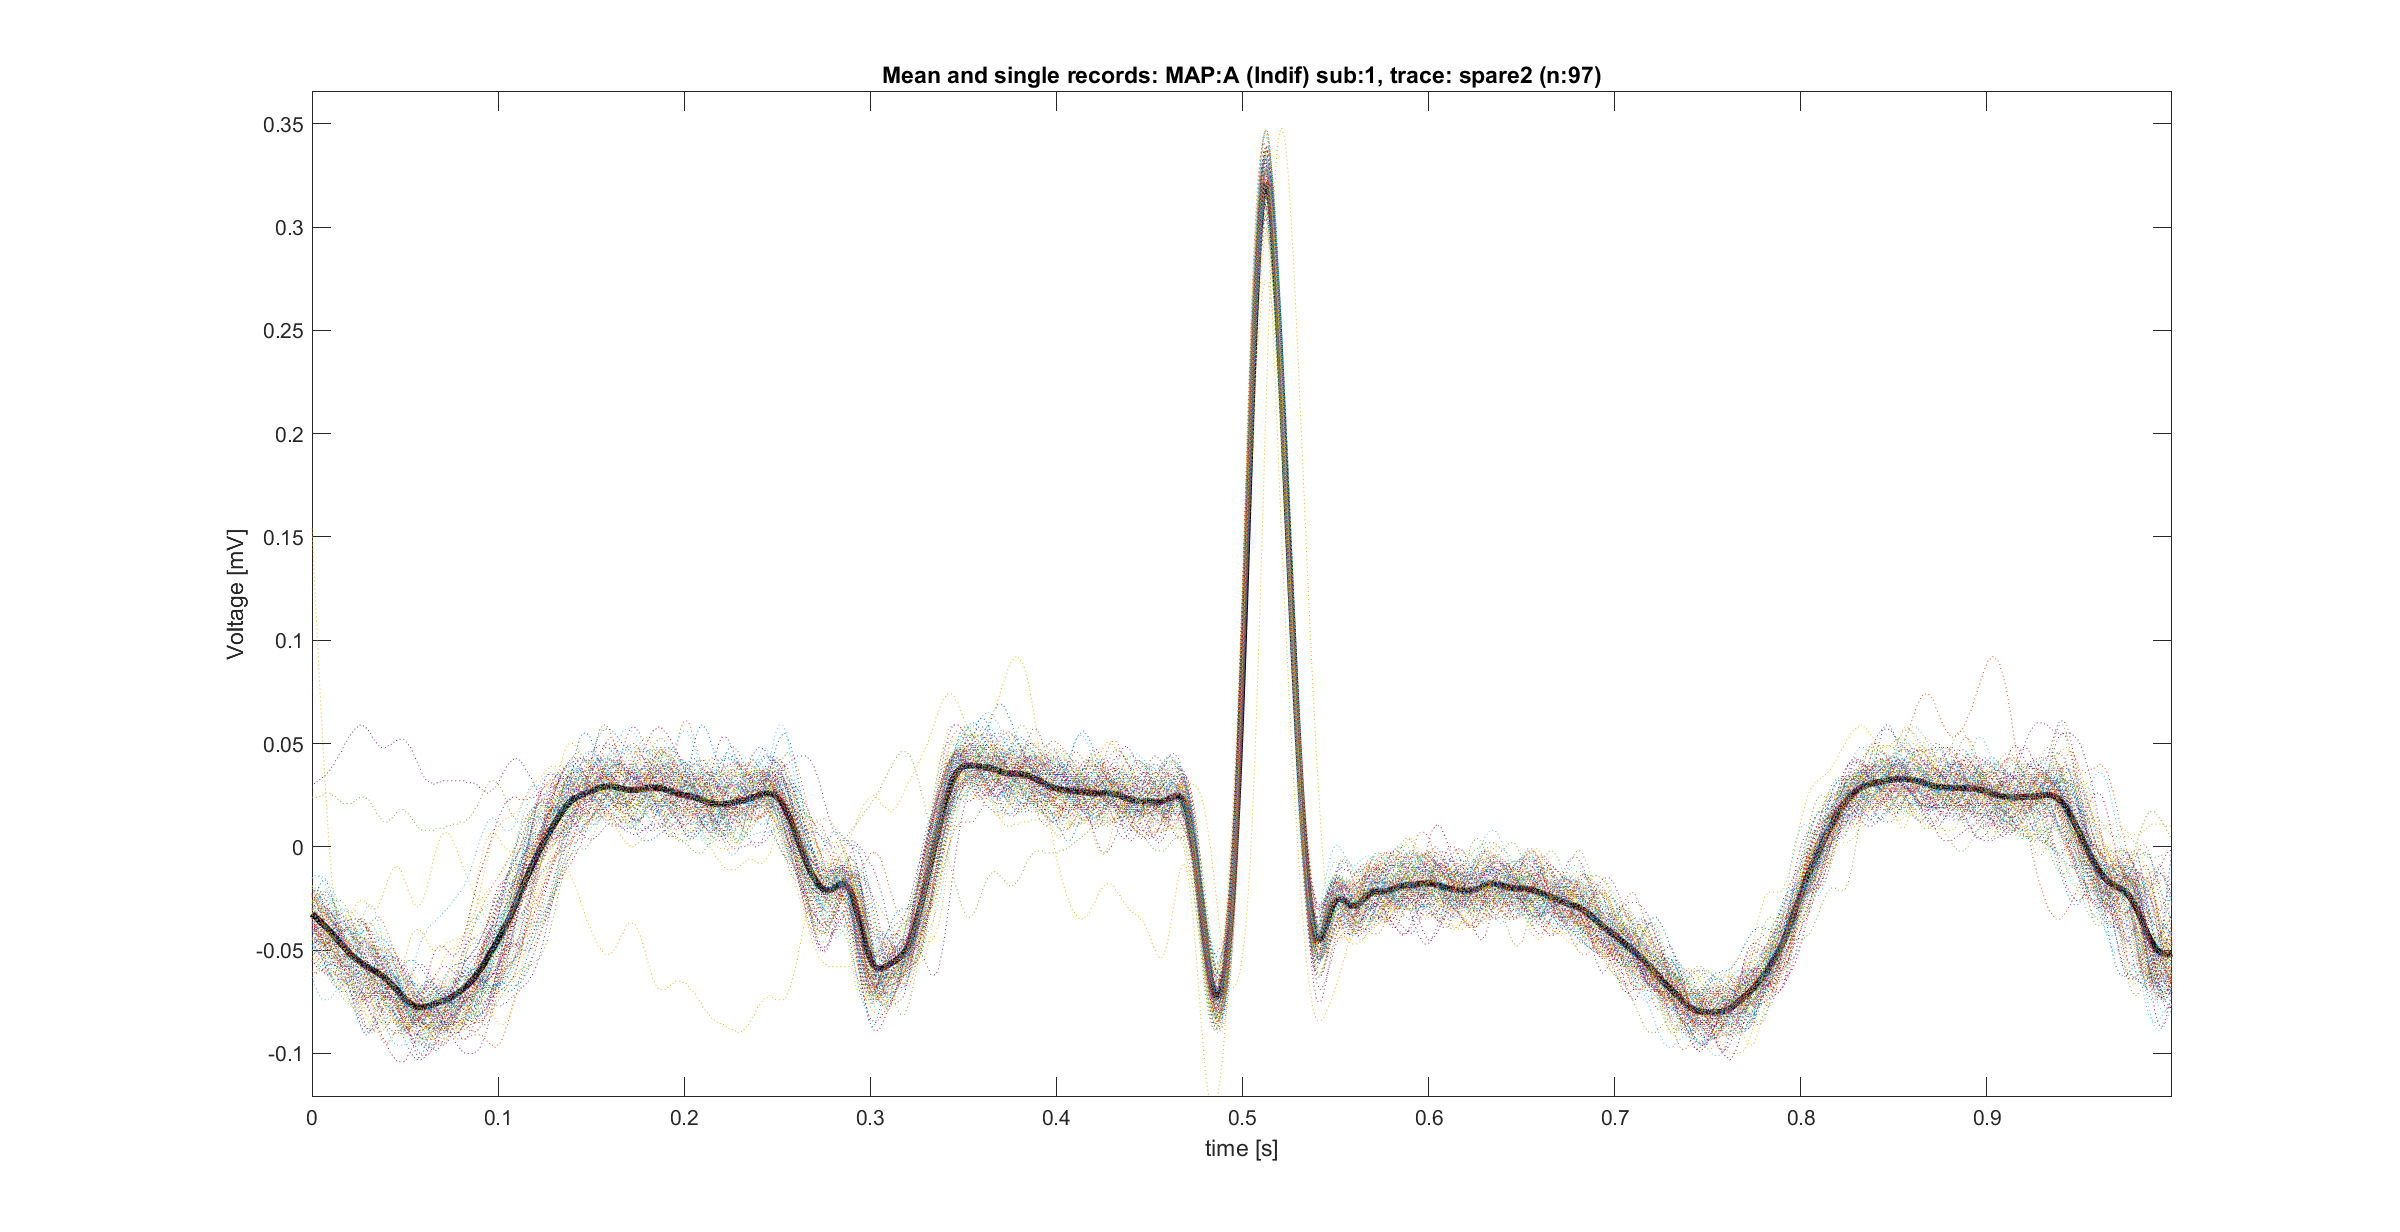 Mean and single records: MAP:A (Indif) sub:1, trace: spare2 (n:97)
0.35
0.3
0.25
0.2
0.15
0.1
0.05
0
-0.05
-0.1
Voltage [mV]
0 0.1 0.2 0.3 0.4 0.5 0.6 0.7 0.8 0.9
time [s]